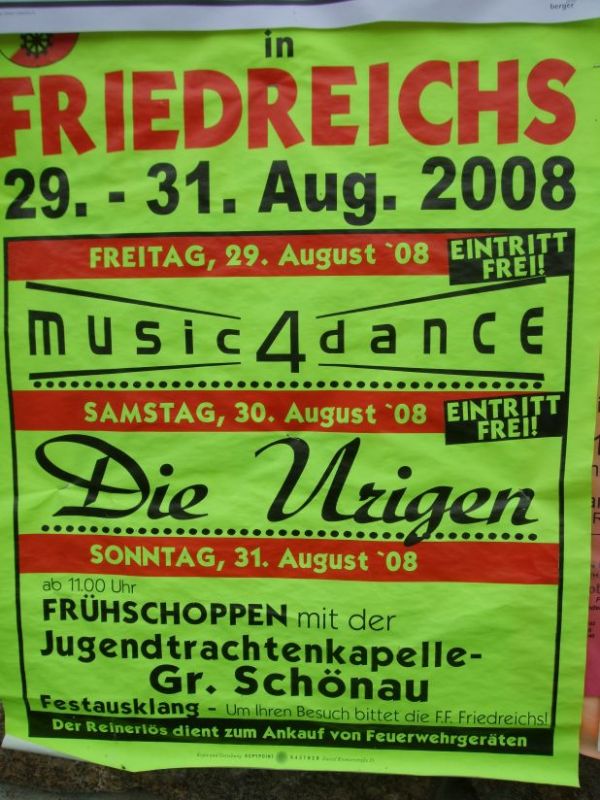 berger
in
FRIEDREICHS
29. - 31. Aug. 2008
FREITAG, 29. August `08
EINTRITT
FREI!
music4dance
SAMSTAG, 30. August `08
EINTRITT
FREI!
Die Urigen
SONNTAG, 31. August `08
ab 11.00 Uhr
FRÜHSCHOPPEN mit der
Jugendtrachtenkapelle-
Gr. Schönau
Festausklang - Um Ihren Besuch bittet die F.F. Friedreichs!
Der Reinerlös dient zum Ankauf von Feuerwehrgeräten